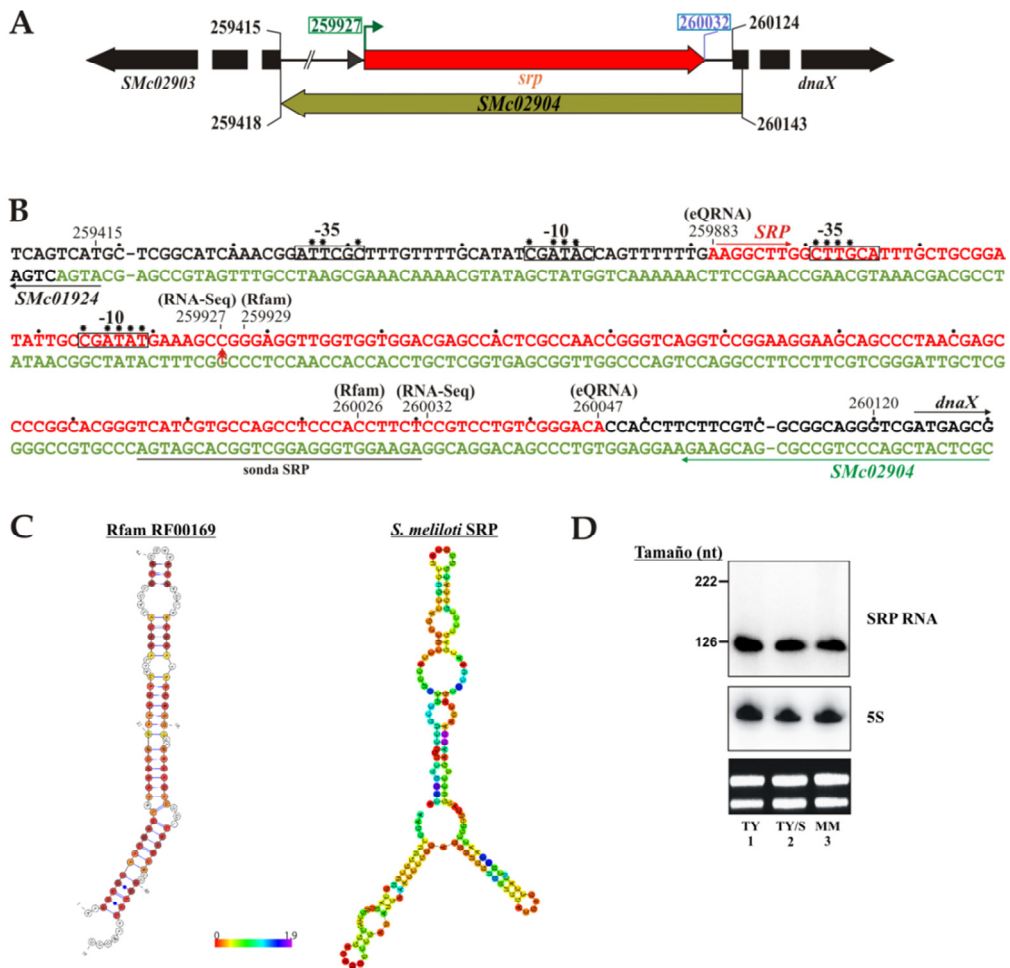 A
259415
259927
260032
260124
SMc02903
srp
dnaX
SMc02904
259418
260143
B
259415
-35
-10
(eQRNA)
259883
SRP
-35
TCAGTCATGC-TCGGCATCAAACGGATTCGCTTTGTTTTGCATATCGATACCAGTTTTTTGAAGGCTTGGCTTGCATTTGCTGCGGA
AGTCAGTACG-AGCCGTAGTTTGCCTAAGCGAAACAAAACGTATAGCTATGGTCAAAAAACTTCCGAACCGAACGTAAACGACGCCT
SMc01924
-10
(RNA-Seq)
(Rfam)
259927
259929
TATTGCCGATATGAAAGCCGGGAGGTTGGTGGTGGACGAGCCACTCGCCAACCGGGTCAGGTCCGGAAGGAAGCAGCCCTAACGAGC
ATAACGGCTATACTTTCGGCCCTCCAACCACCACCTGCTCGGTGAGCGGTTGGCCCAGTCCAGGCCTTCCTTCGTCGGGATTGCTCG
(Rfam)
(RNA-Seq)
(eQRNA)
260026
260032
260047
260120
dnaX
CCCGGCACGGGTCATCGTGCCAGCCTCCCACCTTCTCCGTCCTGTCGGGACACCACCTTCTTCGTC-GCGGCAGGGTCGATGAGCG
GGGCCGTGCCCAGTAGCACGGTCGGAGGGTGGAAGAGGCAGGACAGCCCTGTGGAGGAAGAAGCAG-CGCCGTCCCAGCTACTCGC
sonda SRP
SMc02904
C
Rfam RF00169
S. meliloti SRP
0
1.9
D
Tamaño (nt)
222
SRP RNA
126
5S
TY
TY/S
MM
1
2
3